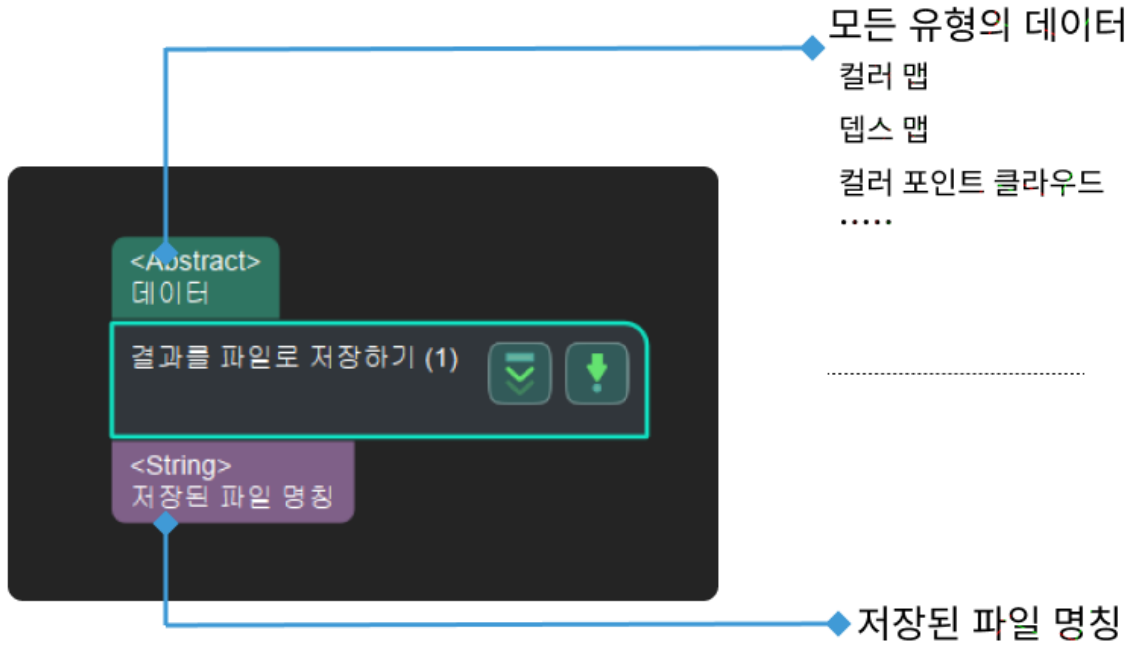 모든 유형의 데이터
컬러 맵
뎁스 맵
컬러 포인트 클라우드
.....
<Abstract>
데이터
결과를 파일로 저장하기 (1)
<String>
저장된 파일 명칭
저장된 파일 명칭